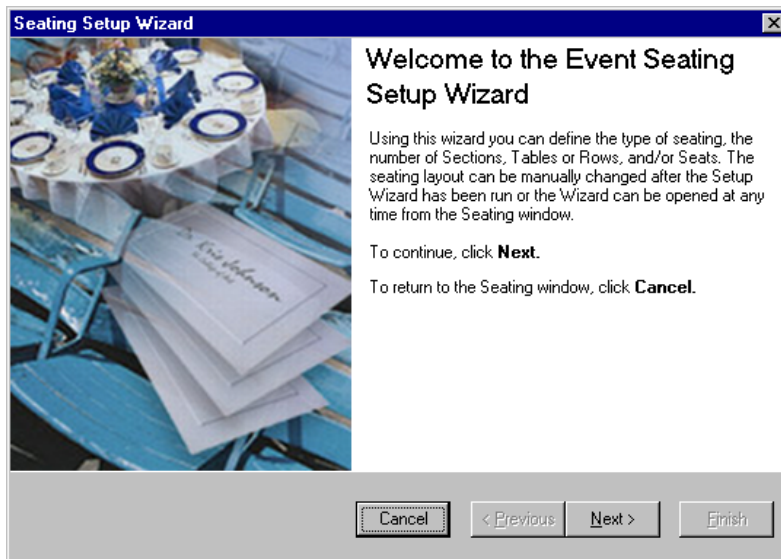 Seating Setup Wizard
Welcome to the Event Seating
Setup Wizard
Using this wizard you can define the type of seating, the
number of Sections, Tables or Rows, and/or Seats. The
seating layout can be manually changed after the Setup
Wizard has been run or the Wizard can be opened at any
time from the Seating window.
To continue, click Next.
To return to the Seating window, click Cancel.
Dr. Kris Johnson
Cancel
< Previous
Next >
Finish